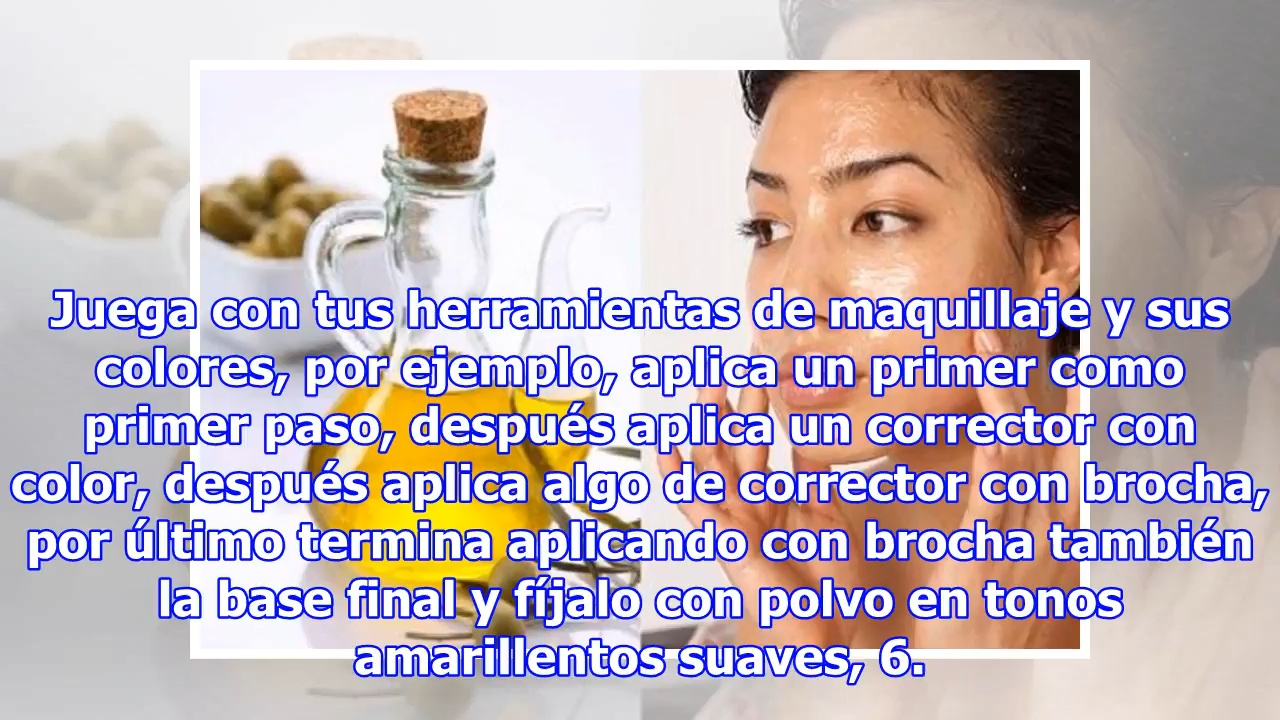 Juega con tus herramientas de maquillaje y sus
colores, por ejemplo, aplica un primer como
primer paso, después aplica un corrector con
color, después aplica algo de corrector con brocha,
por último termina aplicando con brocha también
la base final y fíjalo con polvo en tonos
amarillentos suaves, 6.